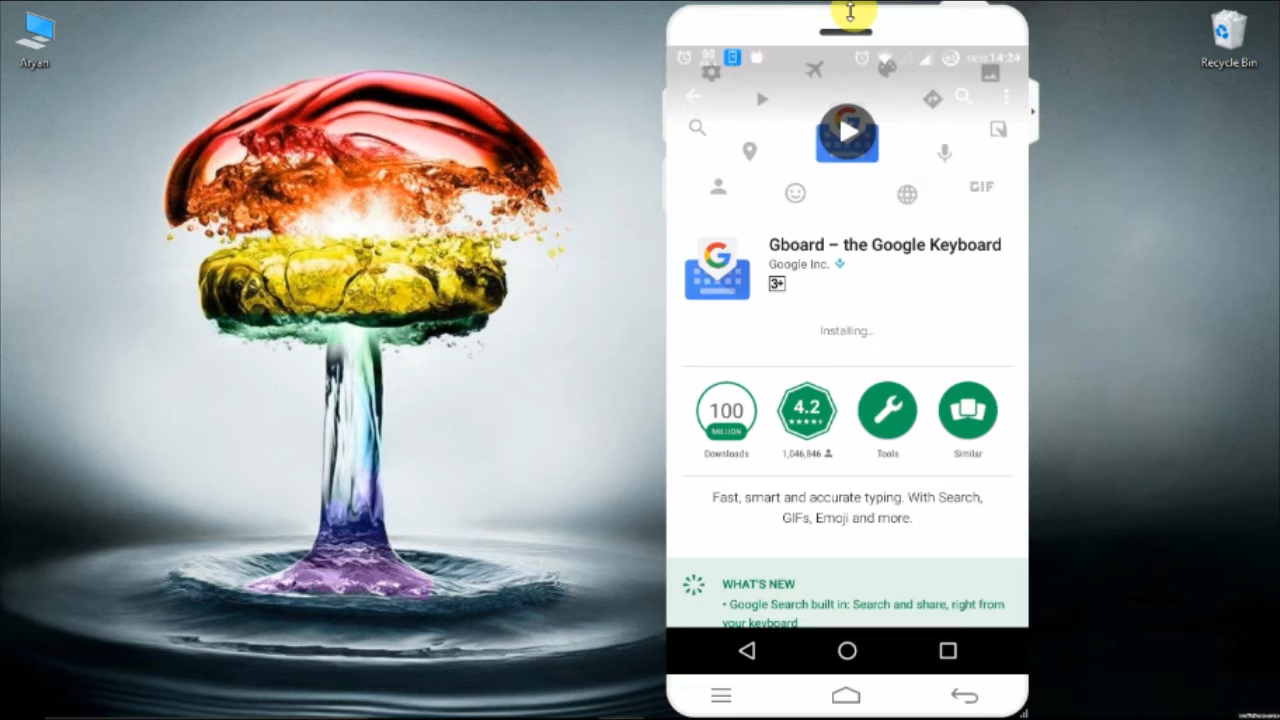 Aryan
Recycle Bin
14:24
GIF
Gboard – the Google Keyboard
Google Inc.
3+
Installing...
100
MILLION
Downloads
4.2
1,046,846
Tools
Similar
Fast, smart and accurate typing. With Search,
GIFs, Emoji and more.
WHAT'S NEW
• Google Search built in: Search and share, right from
your keyboard